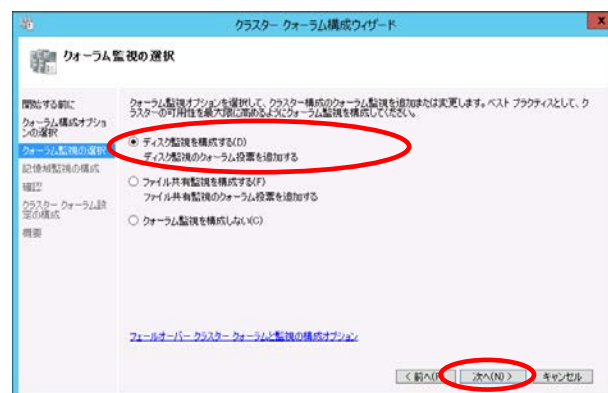 クラスター クォーラム構成ウィザード
x
クォーラム監視の選択
開始する前に
クォーラム構成オプショ
ンの選択
クォーラム監視の選択
記憶域監視の構成
確認
クラスター クォーラム設
定の構成
概要
クォーラム監視オプションを選択して、クラスター構成のクォーラム監視を追加または変更します。ベスト プラクティスとして、ク
ラスターの可用性を最大限に高めるようにクォーラム監視を構成してください。
ディスク監視を構成する(D)
ディスク監視のクォーラム投票を追加する
ファイル共有監視を構成する(F)
ファイル共有監視のクォーラム投票を追加する
クォーラム監視を構成しない(C)
フェールオーバー クラスター クォーラムと監視の構成オプション
< 前へ(P
次へ(N) >
キャンセル